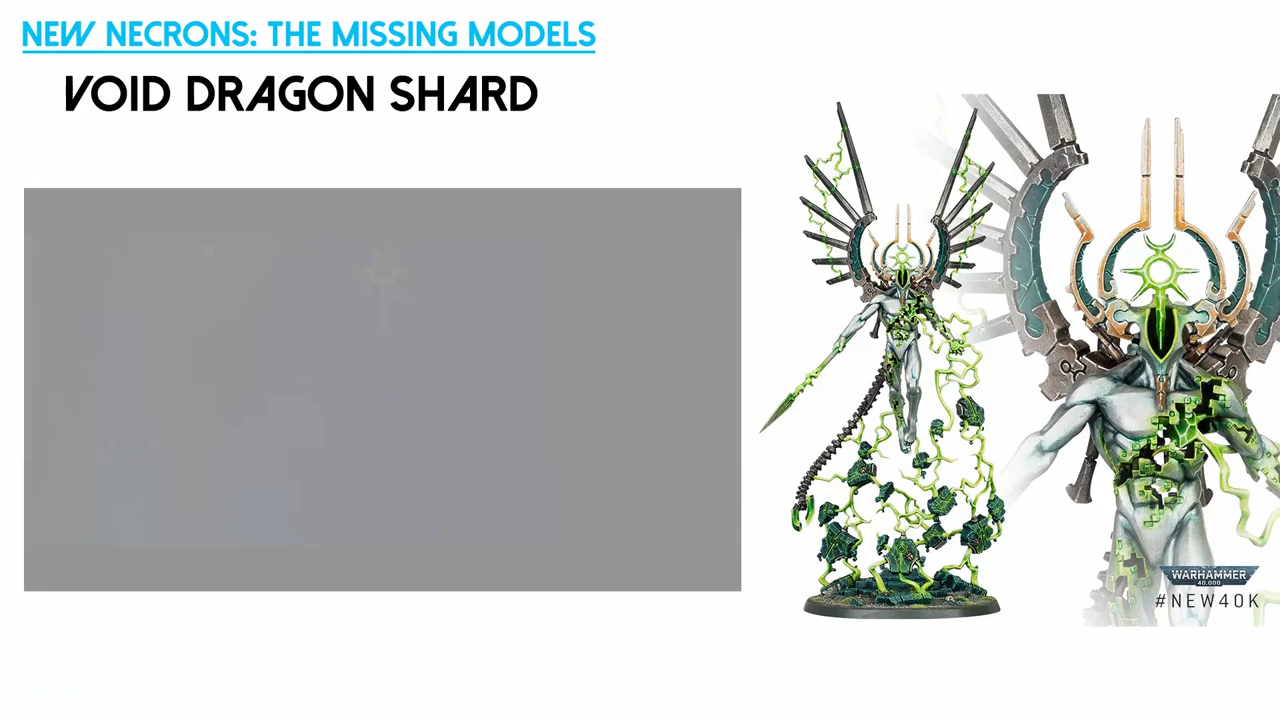 NEW NECRONS: THE MISSING MODELS
VOID DRAGON SHARD
WARHAMMER
40,000
#NEW40K